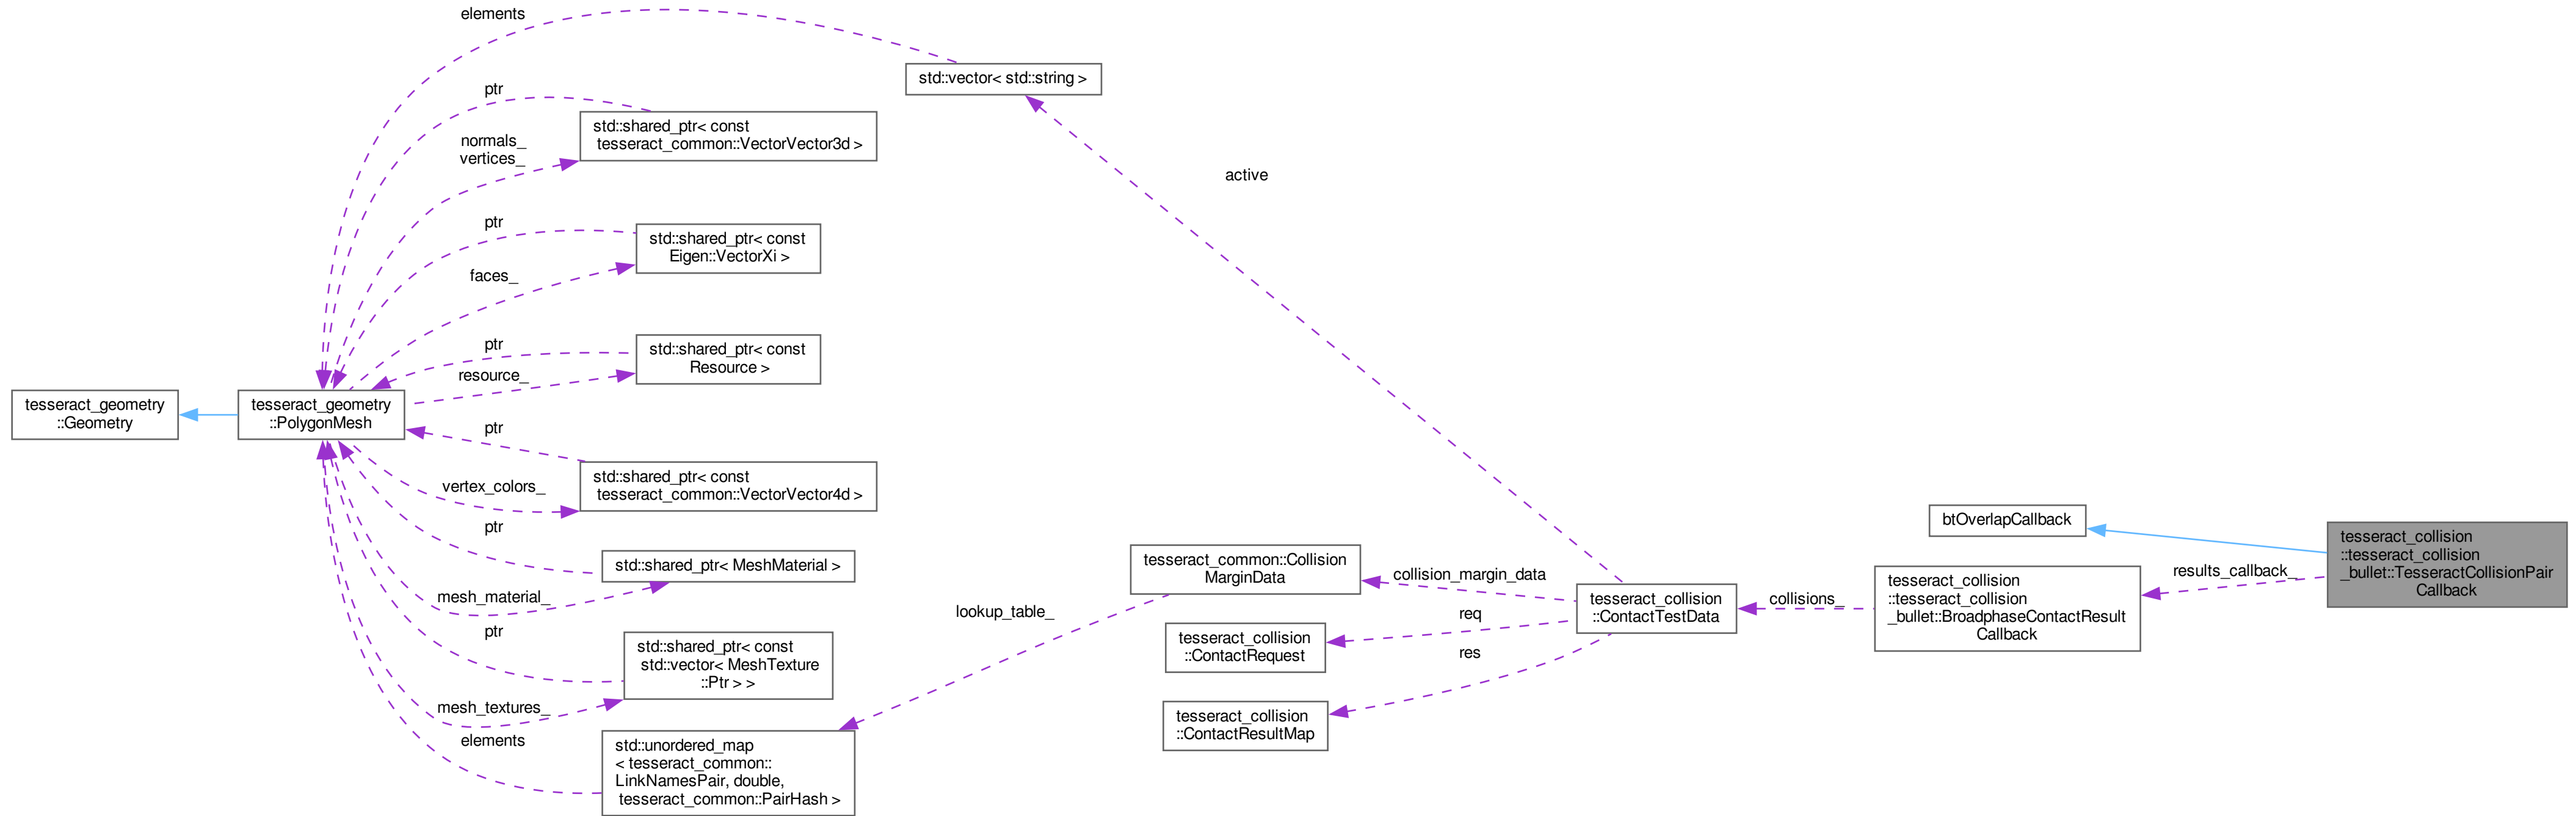 elements
std::vector< std::string >
ptr
std::shared_ptr< const
tesseract_common::VectorVector3d >
normals_
vertices_
active
ptr
std::shared_ptr< const
Eigen::VectorXi >
faces_
ptr
std::shared_ptr< const
Resource >
resource_
tesseract_geometry
::Geometry
tesseract_geometry
::PolygonMesh
ptr
std::shared_ptr< const
tesseract_common::VectorVector4d >
vertex_colors_
ptr
std::shared_ptr< MeshMaterial >
mesh_material_
ptr
std::shared_ptr< const
std::vector< MeshTexture
::Ptr > >
mesh_textures_
elements
std::unordered_map
< tesseract_common::
LinkNamesPair, double,
tesseract_common::PairHash >
lookup_table_
tesseract_common::Collision
MarginData
collision_margin_data
req
tesseract_collision
::ContactRequest
res
tesseract_collision
::ContactResultMap
tesseract_collision
::ContactTestData
collisions_
btOverlapCallback
tesseract_collision
::tesseract_collision
_bullet::BroadphaseContactResult
Callback
results_callback_
tesseract_collision
::tesseract_collision
_bullet::TesseractCollisionPair
Callback